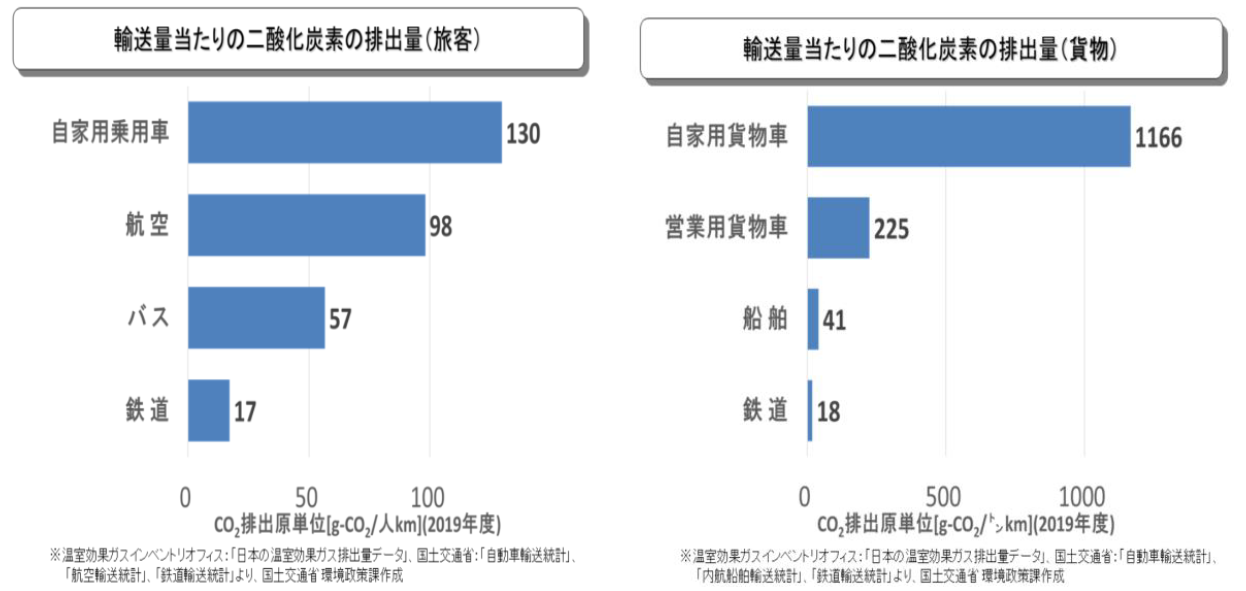 輸送量当たりの二酸化炭素の排出量(旅客)
自家用乗用車
130
航空
98
バス
57
鉄道
17
0 50 100
CO₂排出原単位[g-CO₂/人km](2019年度)
※温室効果ガスインベントリオフィス:「日本の温室効果ガス排出量データ」、国土交通省:「自動車輸送統計」、
「航空輸送統計」、「鉄道輸送統計」より、国土交通省 環境政策課作成
輸送量当たりの二酸化炭素の排出量(貨物)
自家用貨物車
1166
営業用貨物車
225
船舶
41
鉄道
18
0 500 1000
CO₂排出原単位[g-CO₂/トンkm](2019年度)
※温室効果ガスインベントリオフィス:「日本の温室効果ガス排出量データ」、国土交通省:「自動車輸送統計」、
「内航船舶輸送統計」、「鉄道輸送統計」より、国土交通省 環境政策課作成